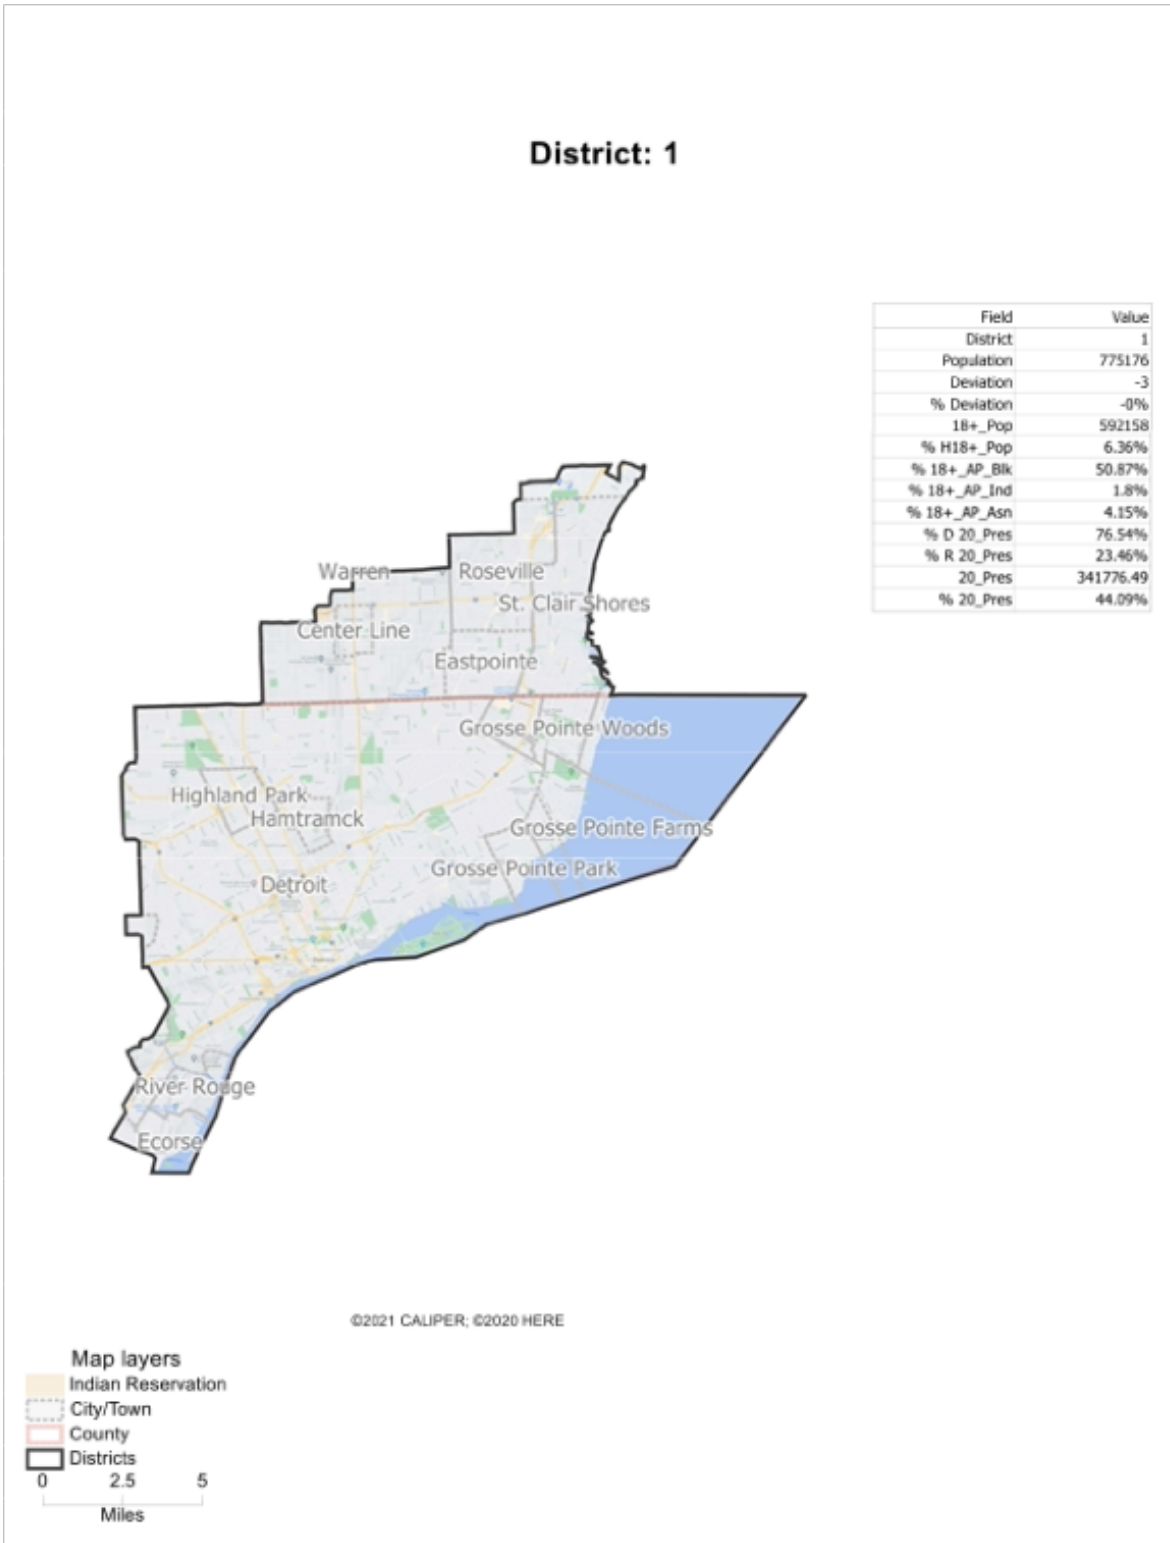 District: 1
Field Value
District 1
Population 775176
Deviation -3
% Deviation -0%
18+_Pop 592158
% H18+_Pop 6.36%
% 18+_AP_Blk 50.87%
% 18+_AP_Ind 1.8%
% 18+_AP_Asn 4.15%
% D 20_Pres 76.54%
% R 20_Pres 23.46%
20_Pres 341776.49
% 20_Pres 44.09%
Warren
Roseville
St. Clair Shores
Center Line
Eastpointe
Grosse Pointe Woods
Highland Park
Hamtramck
Grosse Pointe Farms
Grosse Pointe Park
Detroit
River Rouge
Ecorse
©2021 CALIPER; ©2020 HERE
Map layers
Indian Reservation
City/Town
County
Districts
0 2.5 5
Miles